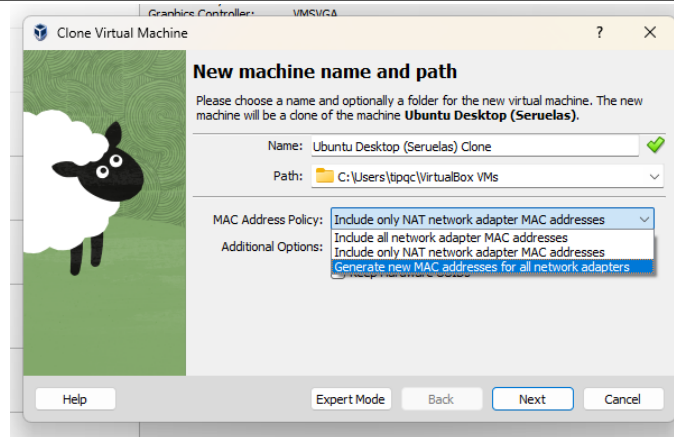 Graphics Controller: VMSVGA
Clone Virtual Machine
New machine name and path
Please choose a name and optionally a folder for the new virtual machine. The new
machine will be a clone of the machine Ubuntu Desktop (Seruelas).
Name: Ubuntu Desktop (Seruelas) Clone
Path: C:\Users\tipqc\VirtualBox VMs
MAC Address Policy: Include only NAT network adapter MAC addresses
Include all network adapter MAC addresses
Additional Options: Include only NAT network adapter MAC addresses
Generate new MAC addresses for all network adapters
Keep Hardware UUIDs
Help Expert Mode Back Next Cancel